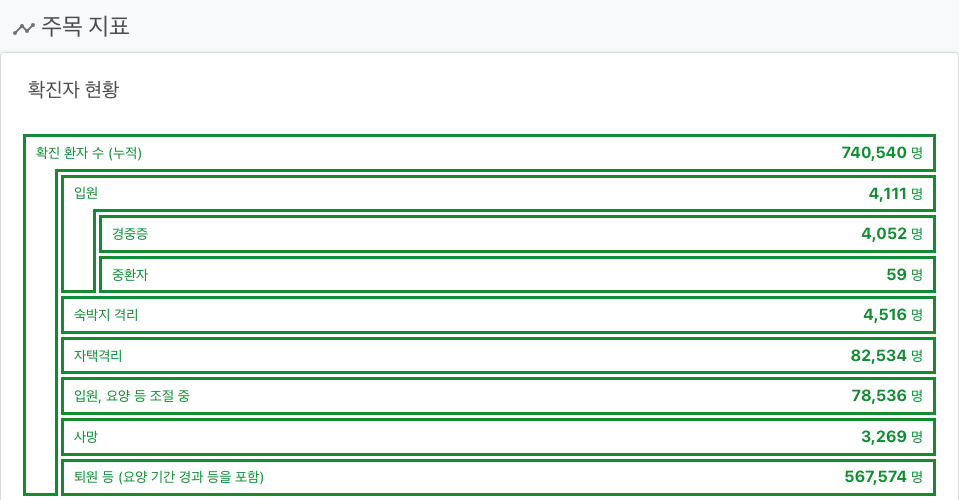 주목 지표
확진자 현황
확진 환자 수 (누적) 740,540 명
입원 4,111 명
경중증 4,052 명
중환자 59 명
숙박지 격리 4,516 명
자택격리 82,534 명
입원, 요양 등 조절 중 78,536 명
사망 3,269 명
퇴원 등 (요양 기간 경과 등을 포함) 567,574 명